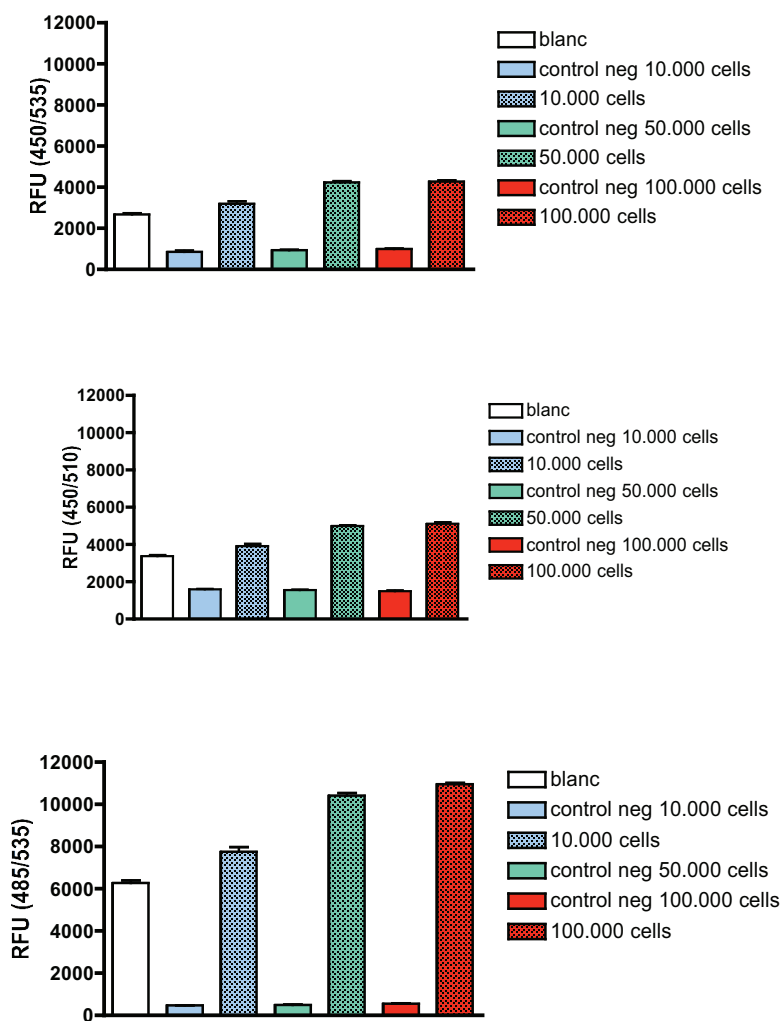 12000
10000
8000
6000
4000
2000
0
RFU (450/535)
blanc
control neg 10.000 cells
10.000 cells
control neg 50.000 cells
50.000 cells
control neg 100.000 cells
100.000 cells
12000
10000
8000
6000
4000
2000
0
RFU (450/510)
blanc
control neg 10.000 cells
10.000 cells
control neg 50.000 cells
50.000 cells
control neg 100.000 cells
100.000 cells
12000
10000
8000
6000
4000
2000
0
RFU (485/535)
blanc
control neg 10.000 cells
10.000 cells
control neg 50.000 cells
control neg 100.000 cells
100.000 cells